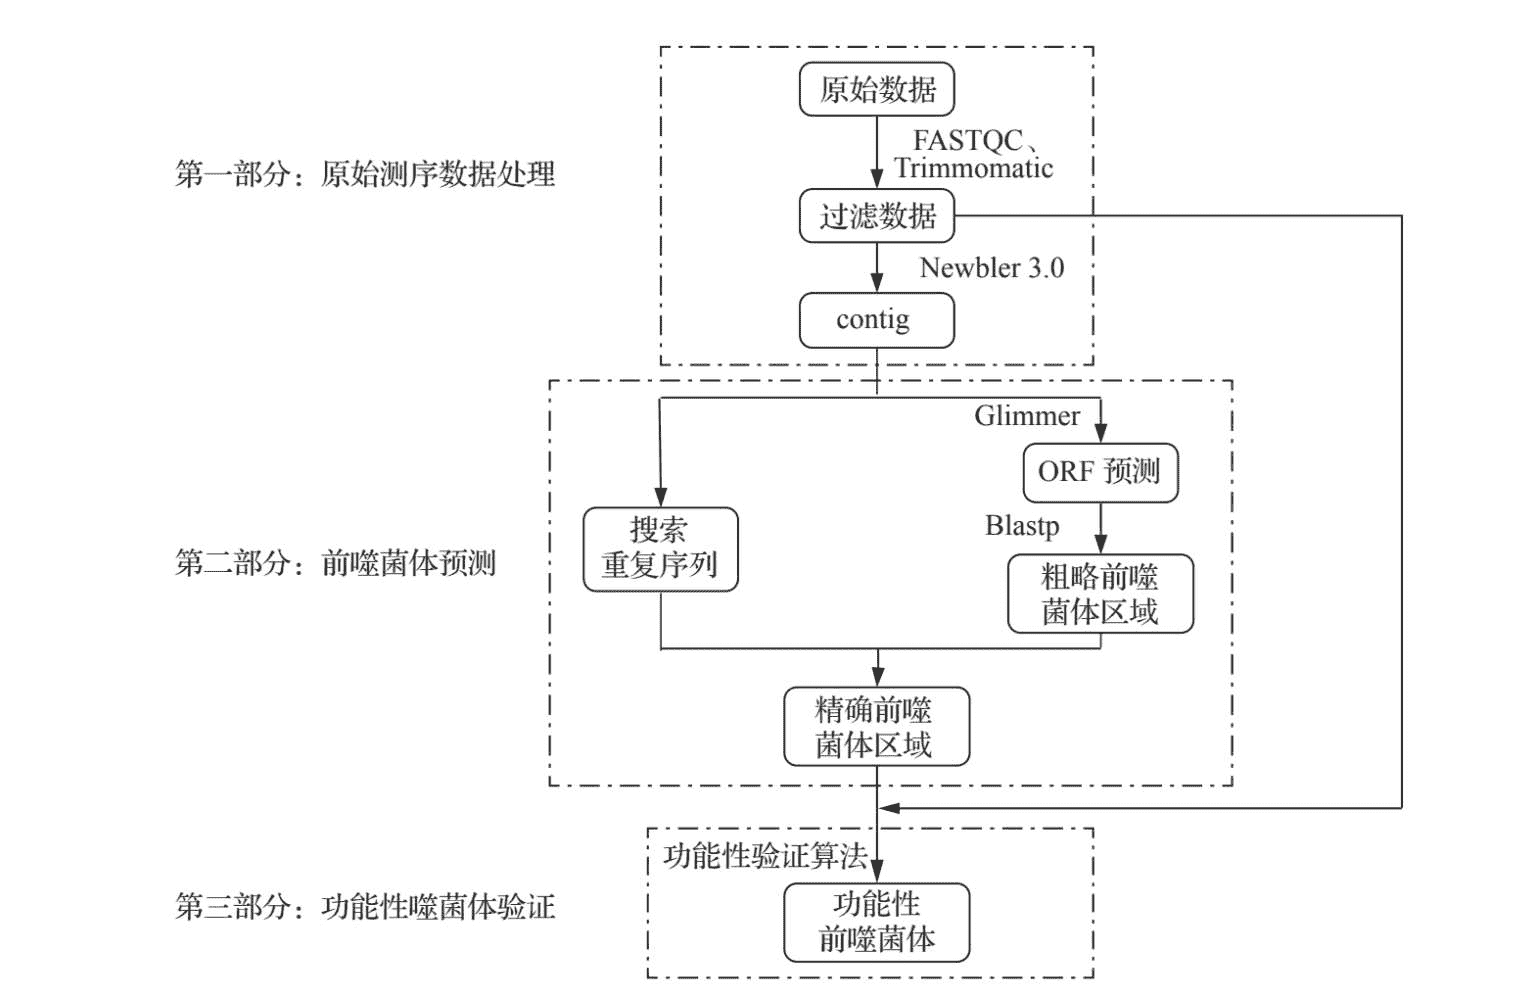 原始数据
FASTQC、
Trimmomatic
第一部分：原始测序数据处理
过滤数据
Newbler 3.0
contig
Glimmer
ORF 预测
Blastp
搜索
重复序列
第二部分：前噬菌体预测
粗略前噬
菌体区域
精确前噬
菌体区域
功能性验证算法
第三部分：功能性噬菌体验证
功能性
前噬菌体